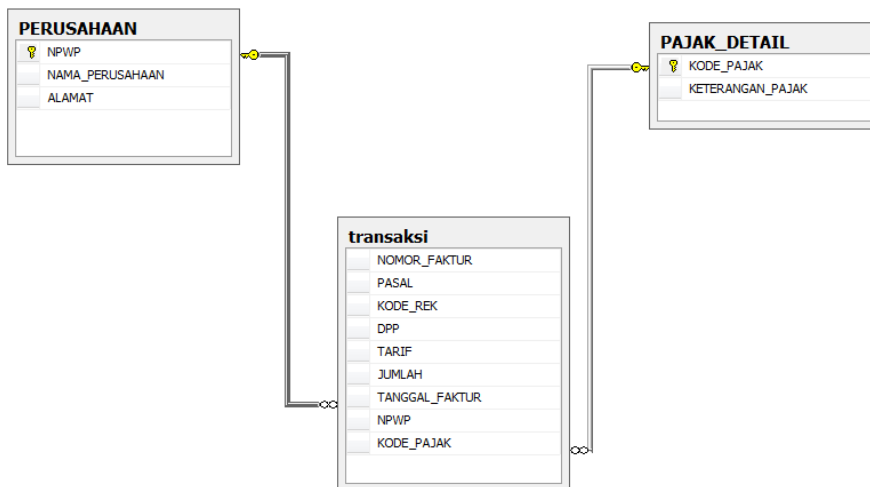 PERUSAHAAN
NPWP
NAMA_PERUSAHAAN
ALAMAT
PAJAK_DETAIL
KODE_PAJAK
KETERANGAN_PAJAK
transaksi
NOMOR_FAKTUR
PASAL
KODE_REK
DPP
TARIF
JUMLAH
TANGGAL_FAKTUR
NPWP
KODE_PAJAK